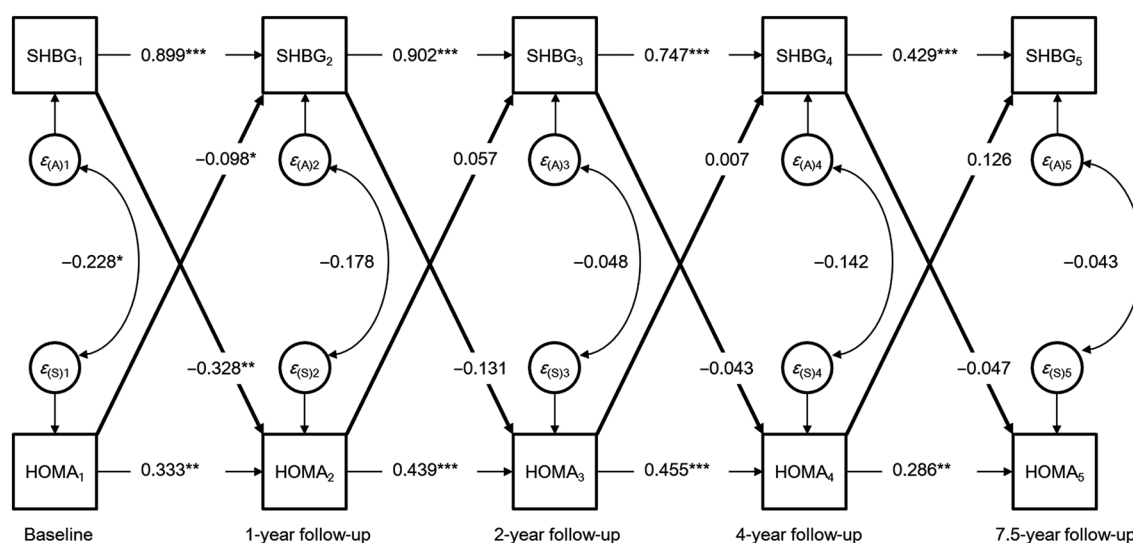 SHBG₁ 0.899*** SHBG₂ 0.902*** SHBG₃ 0.747*** SHBG₄ 0.429*** SHBG₅
ε(A)1 −0.098* ε(A)2 0.057 ε(A)3 0.007 ε(A)4 0.126 ε(A)5
−0.228* −0.178 −0.048 −0.142 −0.043
ε(S)1 −0.328** ε(S)2 −0.131 ε(S)3 −0.043 ε(S)4 −0.047 ε(S)5
HOMA₁ 0.333** HOMA₂ 0.439*** HOMA₃ 0.455*** HOMA₄ 0.286** HOMA₅
Baseline 1-year follow-up 2-year follow-up 4-year follow-up 7.5-year follow-up